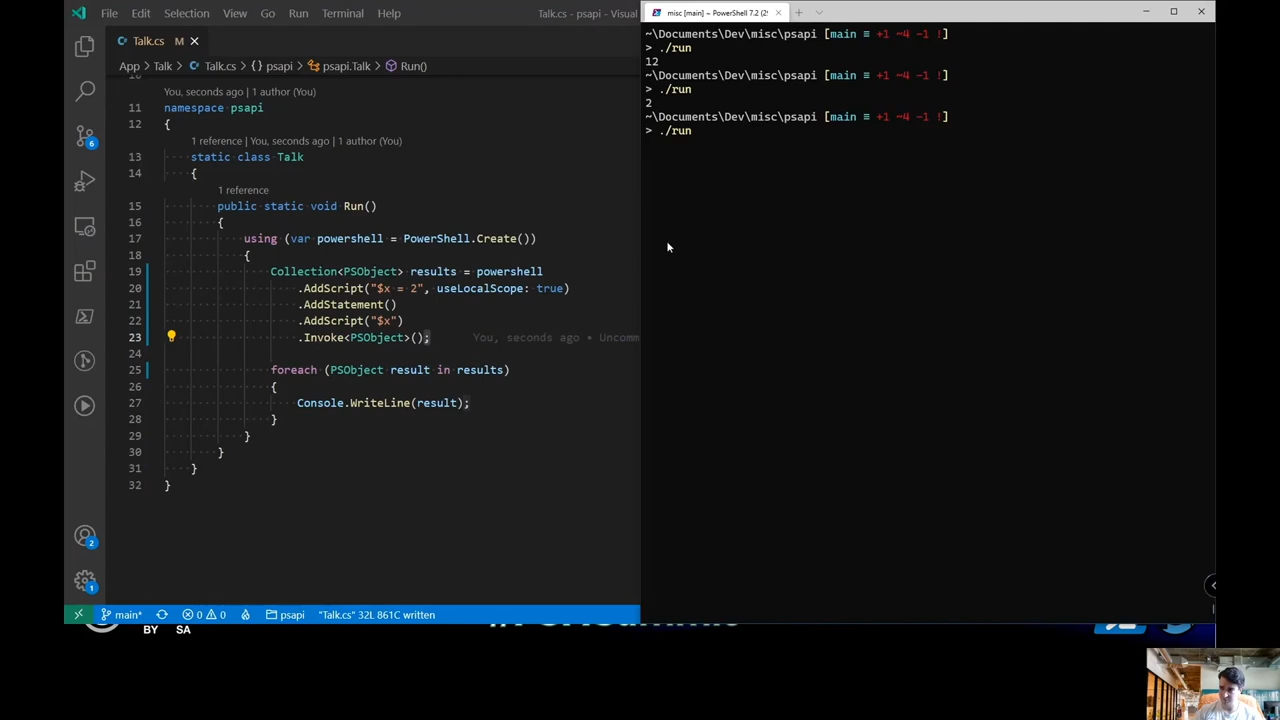 File Edit Selection View Go Run Terminal Help Talk.cs - psapi - Visual
Talk.cs M
App > Talk > Talk.cs > {} psapi > psapi.Talk > Run()
You, seconds ago | 1 author (You)
11 namespace psapi
12 {
1 reference | You, seconds ago | 1 author (You)
13 static class Talk
14 {
1 reference
15 public static void Run()
16 {
17 using (var powershell = PowerShell.Create())
18 {
19 Collection<PSObject> results = powershell
20 .AddScript("$x = 2", useLocalScope: true)
21 .AddStatement()
22 .AddScript("$x")
23 .Invoke<PSObject>(); You, seconds ago • Uncomm
24
25 foreach (PSObject result in results)
26 {
27 Console.WriteLine(result);
28 }
29 }
30 }
31 }
32 }
6
2
1
main* 0 0 psapi "Talk.cs" 32L 861C written
misc [main] ~ PowerShell 7.2 (2
~\Documents\Dev\misc\psapi [main ≡ +1 ~4 -1 !]
> ./run
12
~\Documents\Dev\misc\psapi [main ≡ +1 ~4 -1 !]
> ./run
2
~\Documents\Dev\misc\psapi [main ≡ +1 ~4 -1 !]
> ./run
BY SA